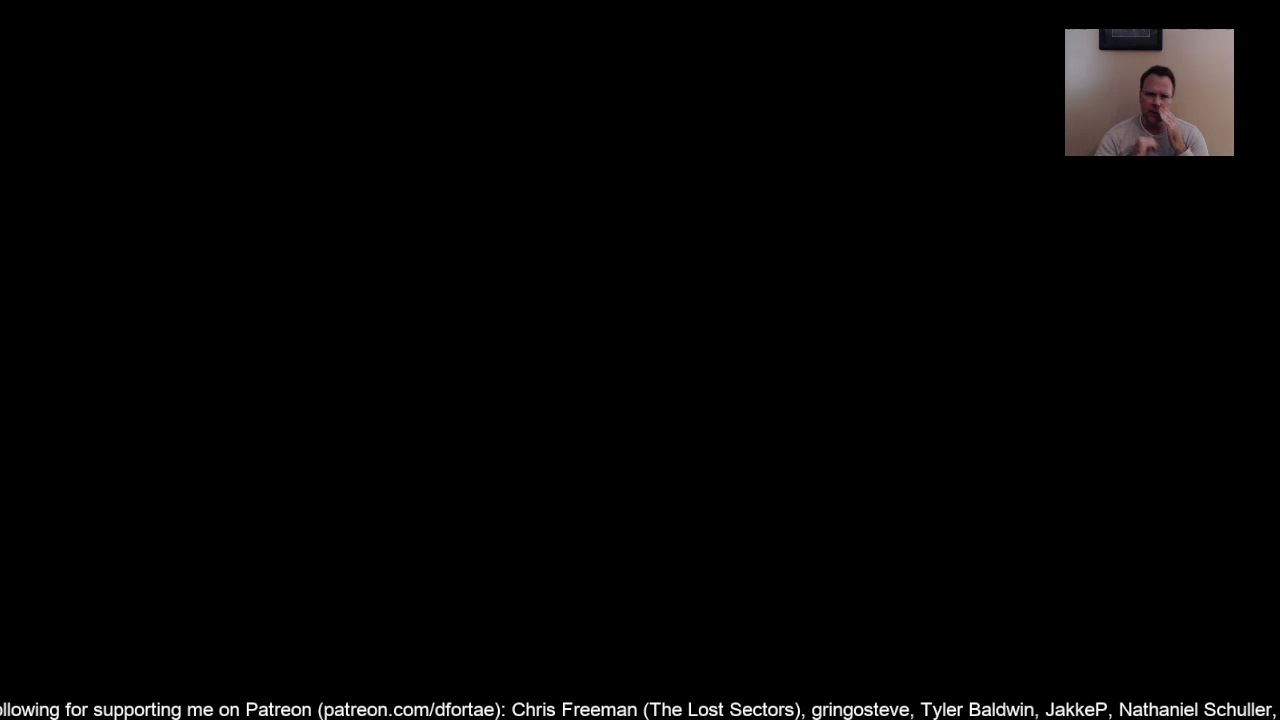 ollowing for supporting me on Patreon (patreon.com/dfortae): Chris Freeman (The Lost Sectors), gringosteve, Tyler Baldwin, JakkeP, Nathaniel Schuller.